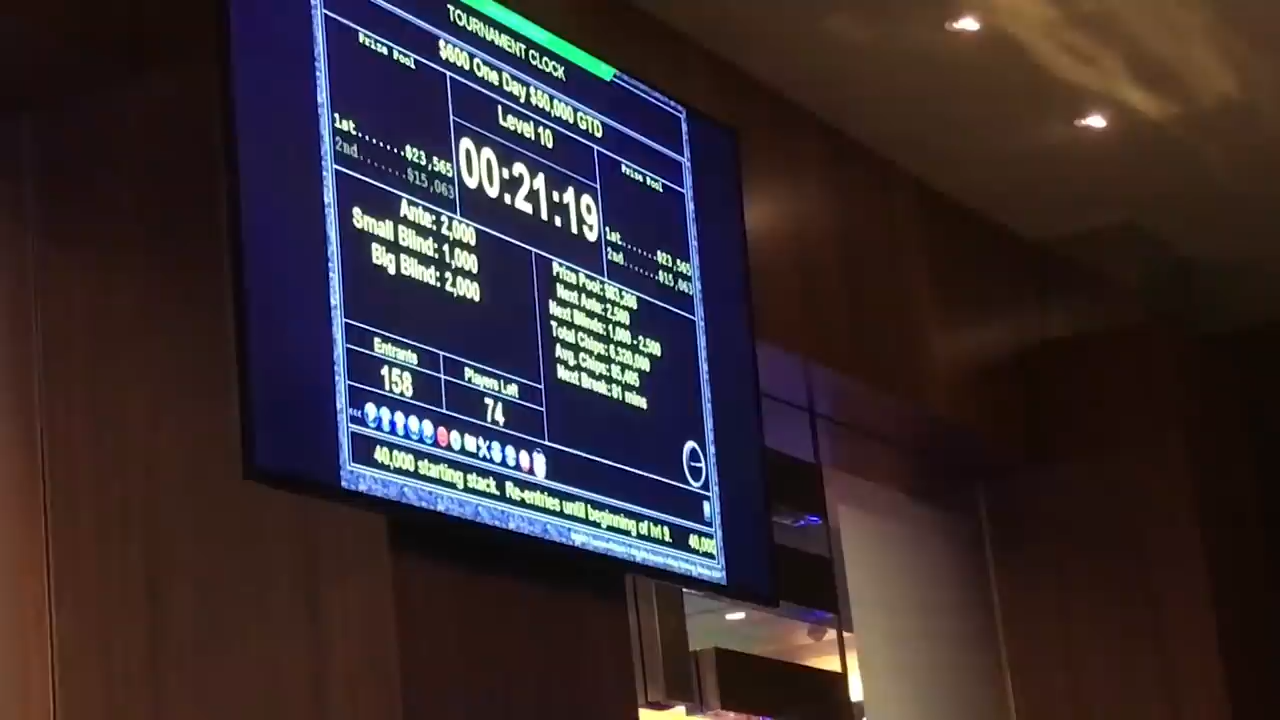 TOURNAMENT CLOCK
$600 One Day $50,000 GTD
Level 10
00:21:19
Prize Pool
1st.......$23,565
2nd.......$15,063
Prize Pool
1st.......$23,565
2nd.......$15,063
Ante: 2,000
Small Blind: 1,000
Big Blind: 2,000
Prize Pool:
Next Ante: 2,500
Next Blinds: 1,000 - 2,500
Total Chips: 6,320,000
Avg. Chips: 85,405
Next Break: 81 mins
Entrants
158
Players Left
74
40,000 starting stack. Re-entries until beginning of lvl 9. 40,000